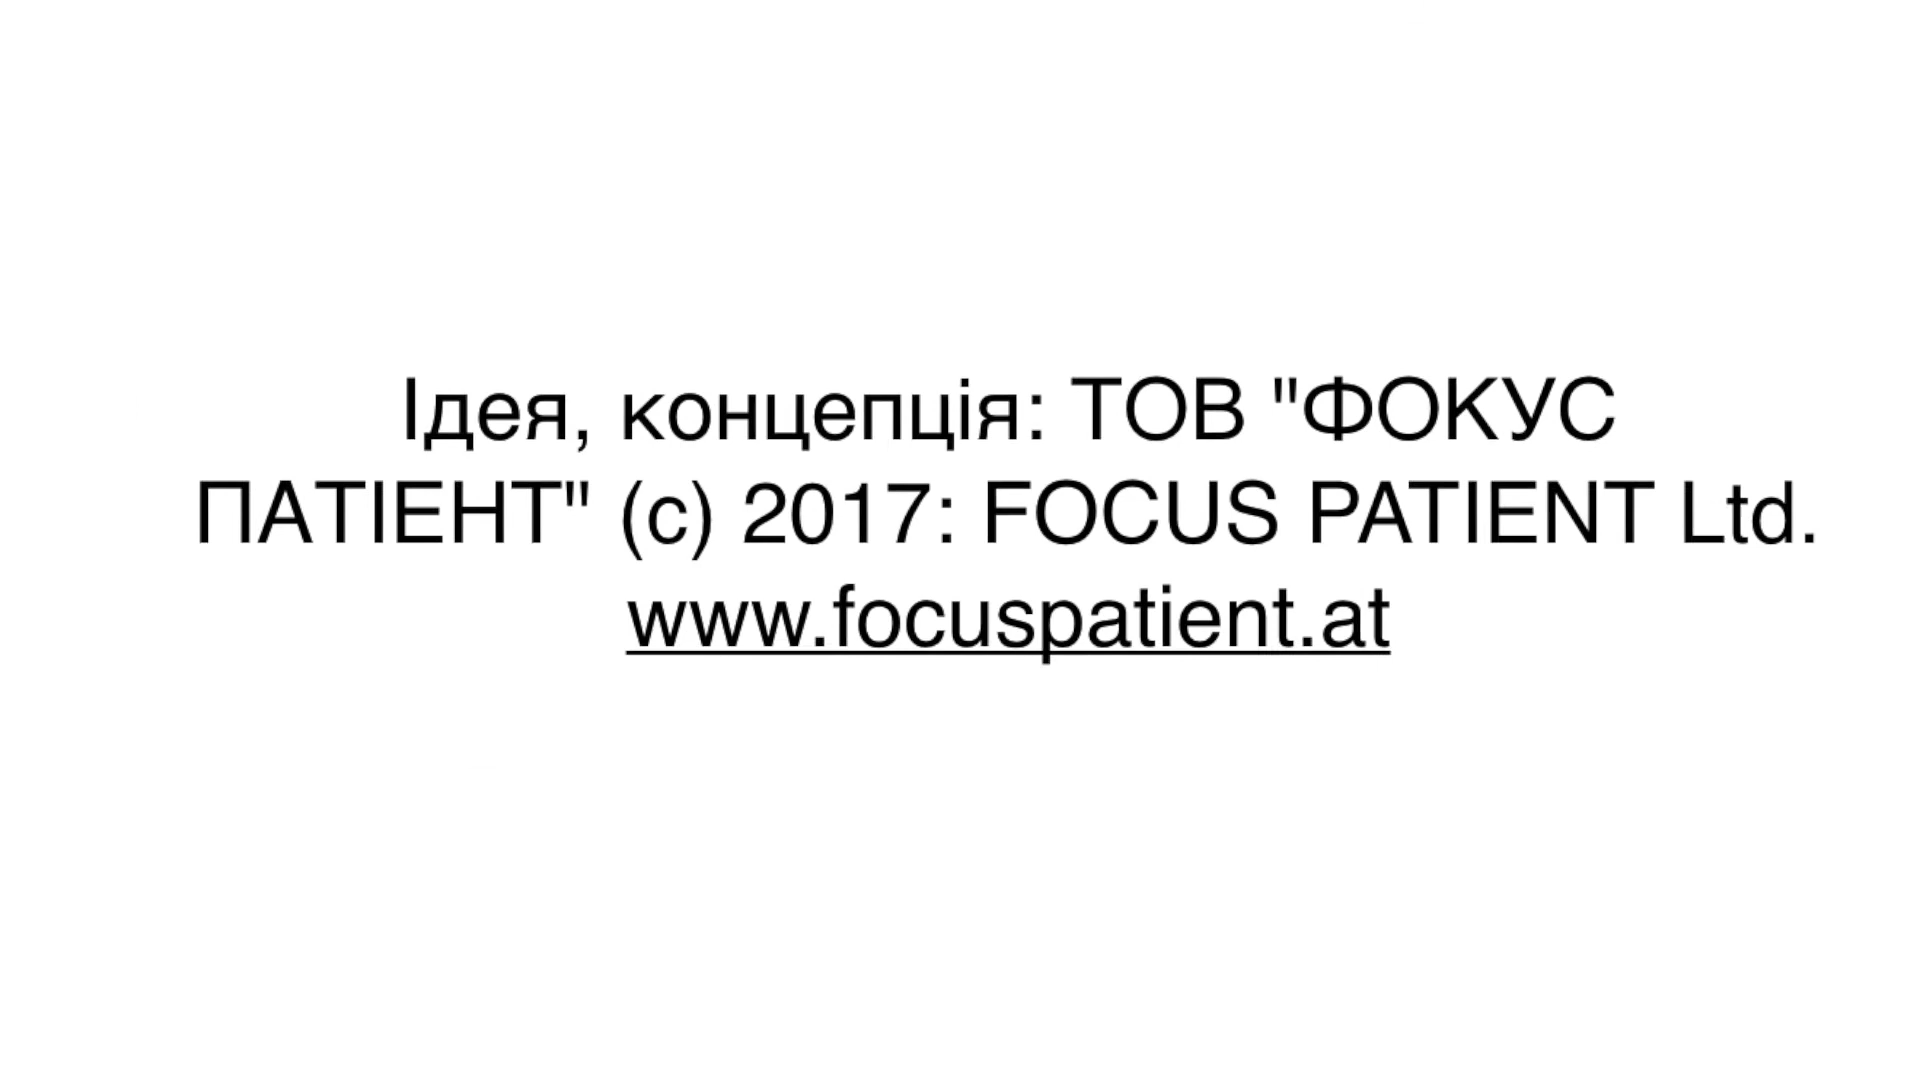 Ідея, концепція: ТОВ "ФОКУС
ПАТІЕНТ" (c) 2017: FOCUS PATIENT Ltd.
www.focuspatient.at